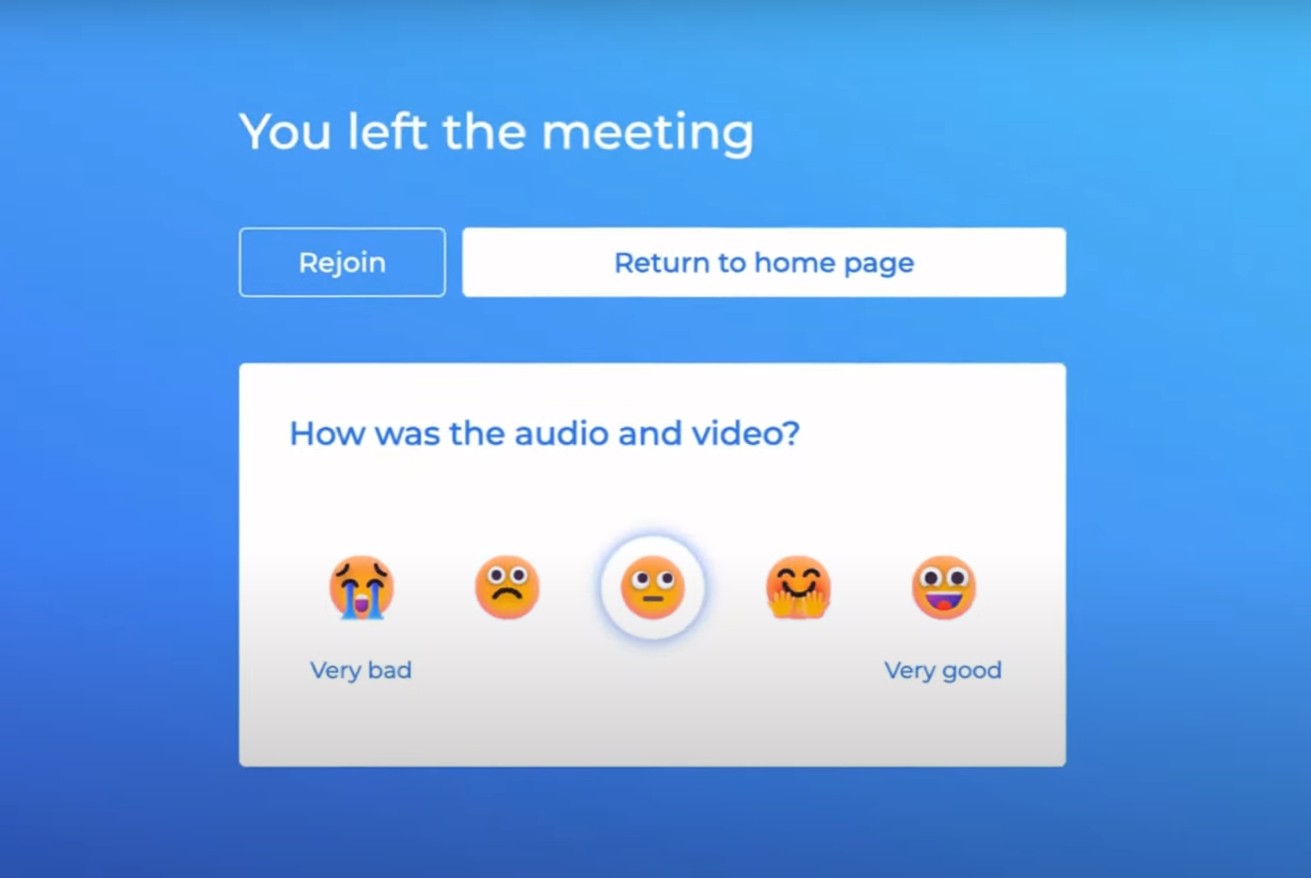 You left the meeting
Rejoin
Return to home page
How was the audio and video?
Very bad
Very good